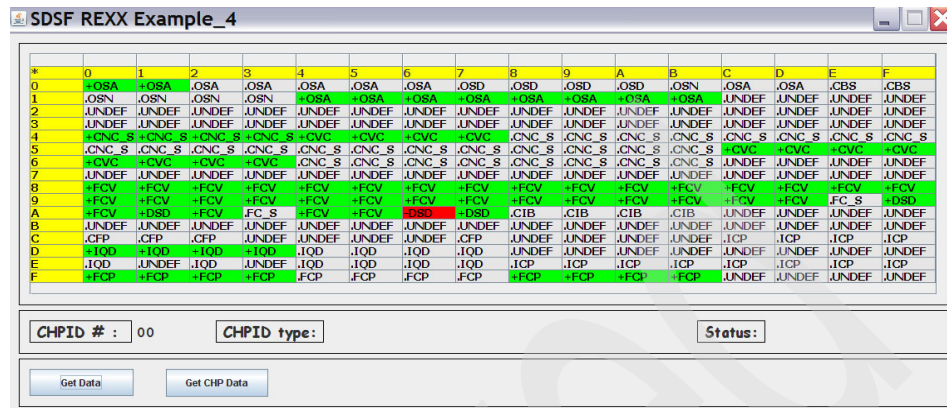 SDSF REXX Example_4
* 0 1 2 3 4 5 6 7 8 9 A B C D E F
0 +OSA +OSA .OSA .OSA .OSA .OSA .OSA .OSD .OSD .OSD .OSD .OSN .OSA .OSA .CBS .CBS
1 .OSN .OSN .OSN .OSN +OSA +OSA +OSA +OSA +OSA +OSA +OSA +OSA .UNDEF .UNDEF .UNDEF .UNDEF
2 .UNDEF .UNDEF .UNDEF .UNDEF .UNDEF .UNDEF .UNDEF .UNDEF .UNDEF .UNDEF .UNDEF .UNDEF .UNDEF .UNDEF .UNDEF .UNDEF
3 .UNDEF .UNDEF .UNDEF .UNDEF .UNDEF .UNDEF .UNDEF .UNDEF .UNDEF .UNDEF .UNDEF .UNDEF .UNDEF .UNDEF .UNDEF .UNDEF
4 +CNC_S +CNC_S +CNC_S +CNC_S +CVC +CVC +CVC +CVC .CNC_S .CNC_S .CNC_S .CNC_S .CNC_S .CNC_S .CNC_S .CNC_S
5 .CNC_S .CNC_S .CNC_S .CNC_S .CNC_S .CNC_S .CNC_S .CNC_S .CNC_S .CNC_S .CNC_S .CNC_S +CVC +CVC +CVC +CVC
6 +CVC +CVC +CVC +CVC .CNC_S .CNC_S .CNC_S .CNC_S .CNC_S .CNC_S .CNC_S .CNC_S .UNDEF .UNDEF .UNDEF .UNDEF
7 .UNDEF .UNDEF .UNDEF .UNDEF .UNDEF .UNDEF .UNDEF .UNDEF .UNDEF .UNDEF .UNDEF .UNDEF .UNDEF .UNDEF .UNDEF .UNDEF
8 +FCV +FCV +FCV +FCV +FCV +FCV +FCV +FCV +FCV +FCV +FCV +FCV +FCV +FCV +FCV +FCV
9 +FCV +FCV +FCV +FCV +FCV +FCV +FCV +FCV +FCV +FCV +FCV +FCV +FCV +FCV .FC_S +DSD
A +FCV +DSD +FCV .FC_S +FCV +FCV +DSD +DSD .CIB .CIB .CIB .CIB .UNDEF .UNDEF .UNDEF .UNDEF
B .UNDEF .UNDEF .UNDEF .UNDEF .UNDEF .UNDEF .UNDEF .UNDEF .UNDEF .UNDEF .UNDEF .UNDEF .UNDEF .UNDEF .UNDEF .UNDEF
C .CFP .CFP .CFP .UNDEF .UNDEF .UNDEF .UNDEF .CFP .UNDEF .UNDEF .UNDEF .UNDEF .ICP .ICP .ICP .ICP
D +IQD +IQD +IQD +IQD .IQD .IQD .IQD .IQD .UNDEF .UNDEF .UNDEF .UNDEF .UNDEF .UNDEF .UNDEF .UNDEF
E .IQD .UNDEF .IQD .UNDEF .IQD .IQD .IQD .IQD .ICP .ICP .ICP .ICP .ICP .ICP .ICP .ICP
F +FCP +FCP +FCP +FCP .FCP .FCP .FCP .FCP +FCP +FCP +FCP +FCP .UNDEF .UNDEF .UNDEF .UNDEF
CHPID # : 00 CHPID type: Status:
Get Data Get CHP Data